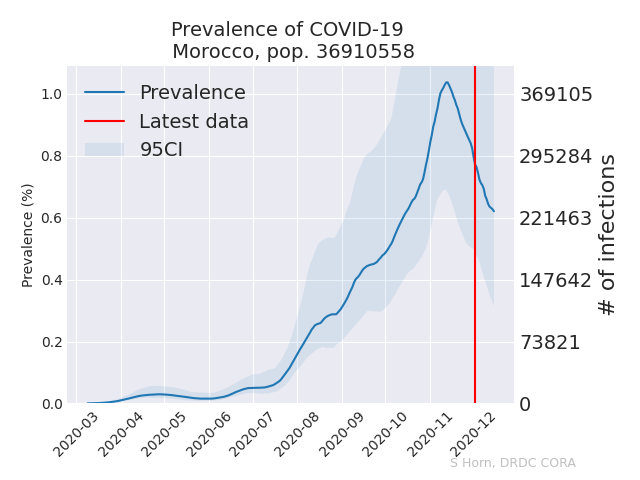 Prevalence of COVID-19
Morocco, pop. 36910558
Prevalence
Latest data
95CI
Prevalence (%)
1.0
0.8
0.6
0.4
0.2
0.0
369105
295284
221463
147642
73821
0
# of infections
2020-03
2020-04
2020-05
2020-06
2020-07
2020-08
2020-09
2020-10
2020-11
2020-12
S Horn, DRDC CORA